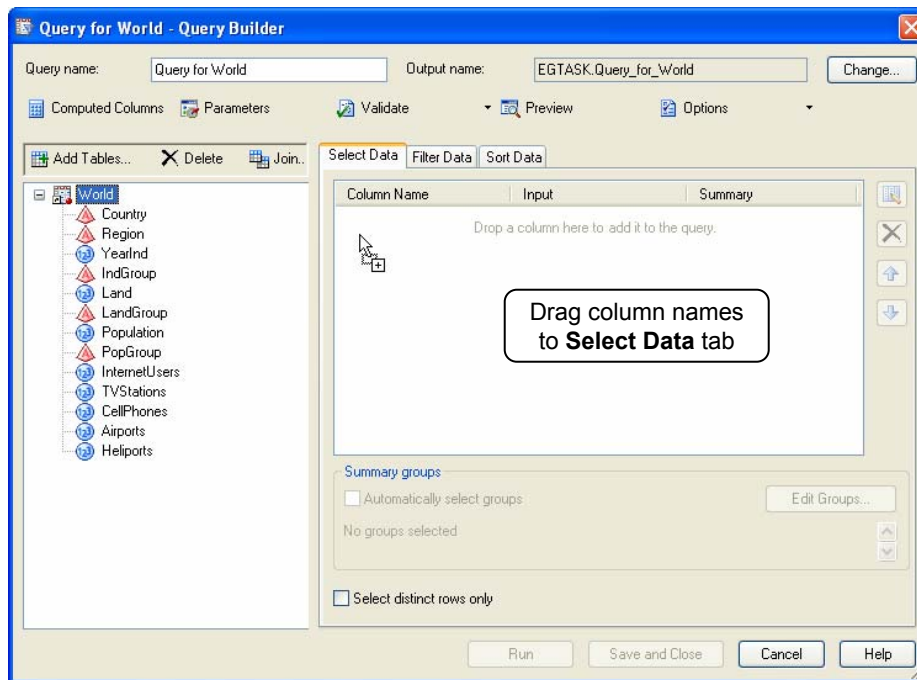 Query for World - Query Builder
Query name: Query for World Output name: EGTASK.Query_for_World Change...
Computed Columns Parameters Validate Preview Options
Add Tables... Delete Join..
Select Data Filter Data Sort Data
World
Country
Region
YearInd
IndGroup
Land
LandGroup
Population
PopGroup
InternetUsers
TVStations
CellPhones
Airports
Heliports
Column Name Input Summary
Drop a column here to add it to the query.
Drag column names
to Select Data tab
Summary groups
Automatically select groups Edit Groups...
No groups selected
Select distinct rows only
Run Save and Close Cancel Help